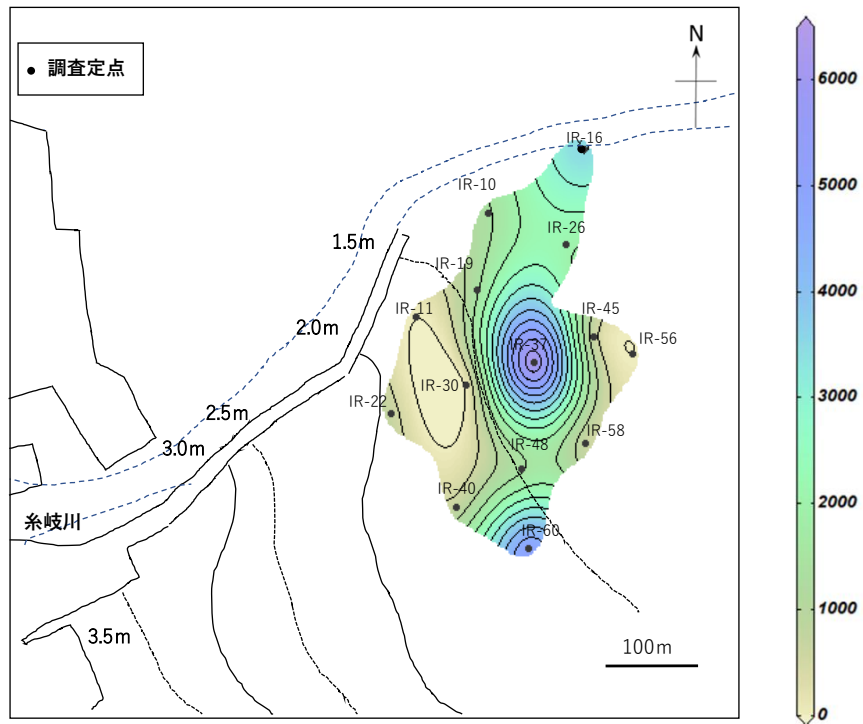 調査定点
N
6000
IR-16
IR-10
5000
IR-26
1.5m
IR-19
4000
IR-11
IR-45
2.0m
IR-56
IR-37
IR-30
3000
IR-22
2.5m
IR-58
3.0m
IR-48
2000
IR-40
糸岐川
IR-60
1000
3.5m
100m
0